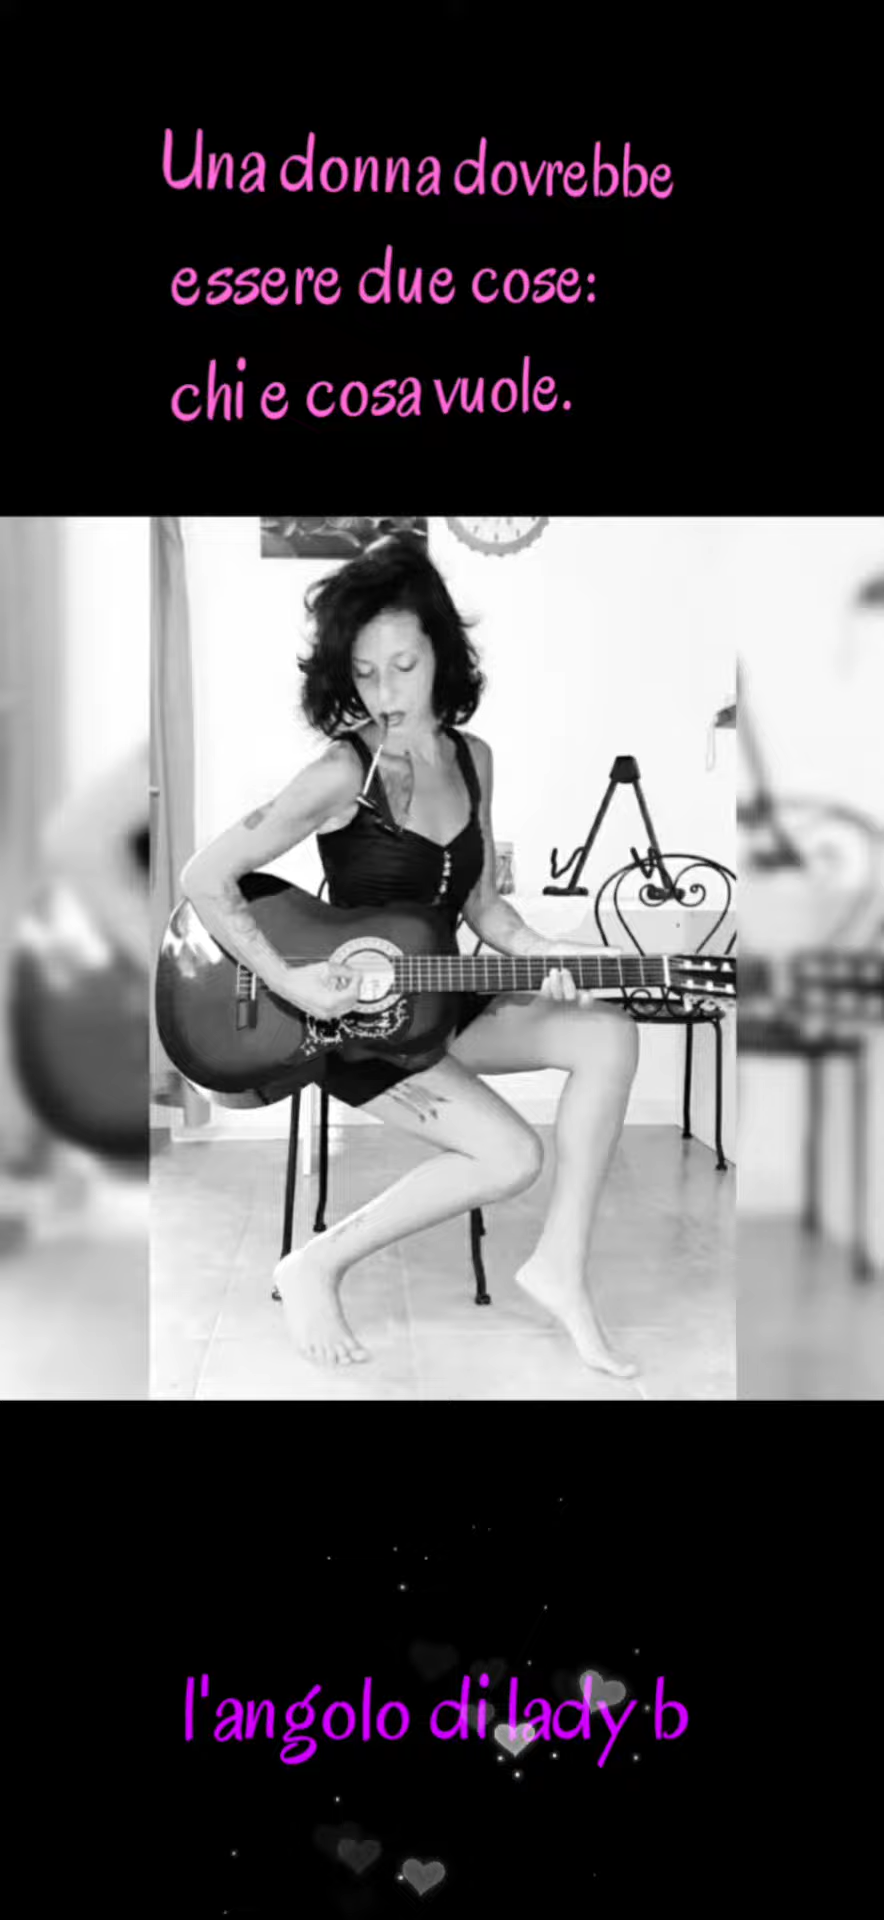 Una donna dovrebbe
essere due cose:
chi e cosa vuole.
l'angolo di lady b